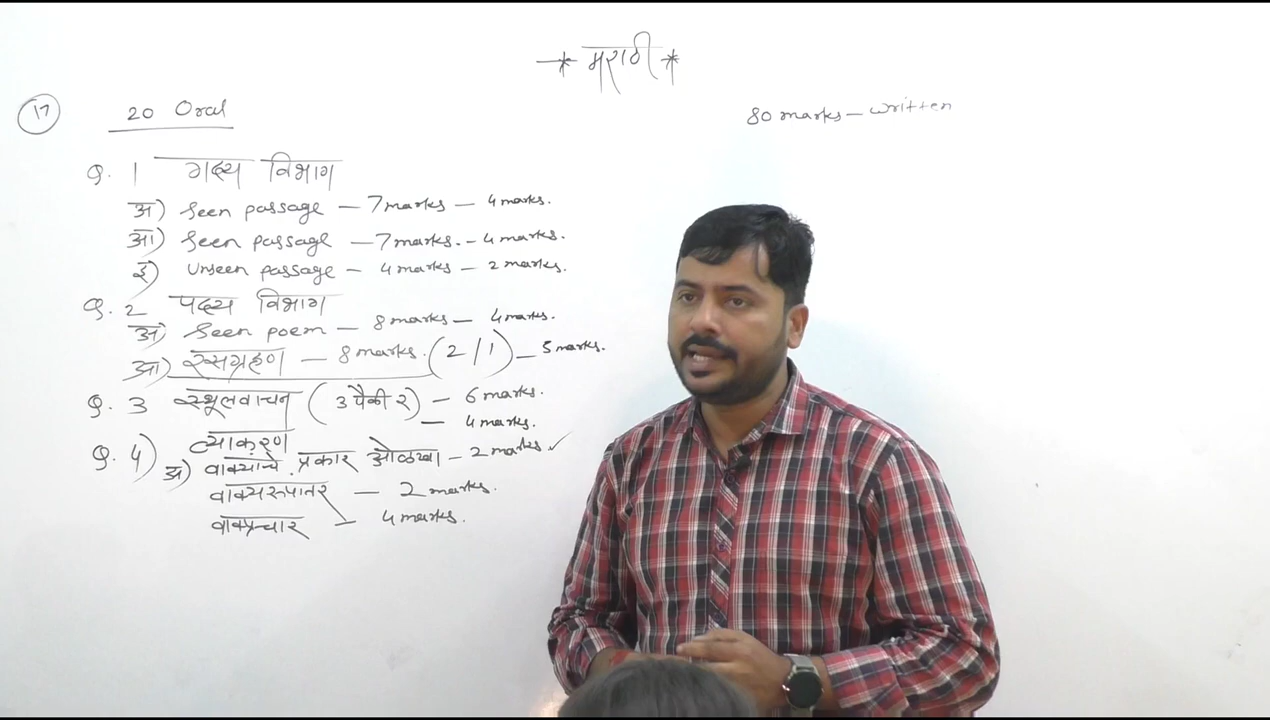 * मराठी *
17
20 Oral
80 marks – written
Q. 1 गद्य विभाग
अ) Seen passage – 7 marks – 4 marks.
आ) Seen passage – 7 marks. – 4 marks.
इ) Unseen passage – 4 marks – 2 marks.
Q. 2 पद्य विभाग
अ) Seen poem – 8 marks – 4 marks.
आ) रसग्रहण – 8 marks. (2/1) – 5 marks.
Q. 3 स्थूलवाचन (3 पैकी २) – 6 marks.
– 4 marks.
Q. 4) व्याकरण
अ) वाक्याचे प्रकार ओळखा – 2 marks. ✓
वाक्यरुपांतर – 2 marks.
वाक्प्रचार – 4 marks.